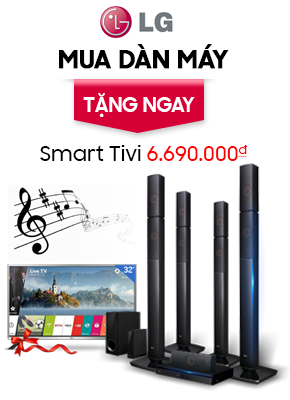 LG
MUA DÀN MÁY
TẶNG NGAY
Smart Tivi 6.690.000đ
Live TV
32"